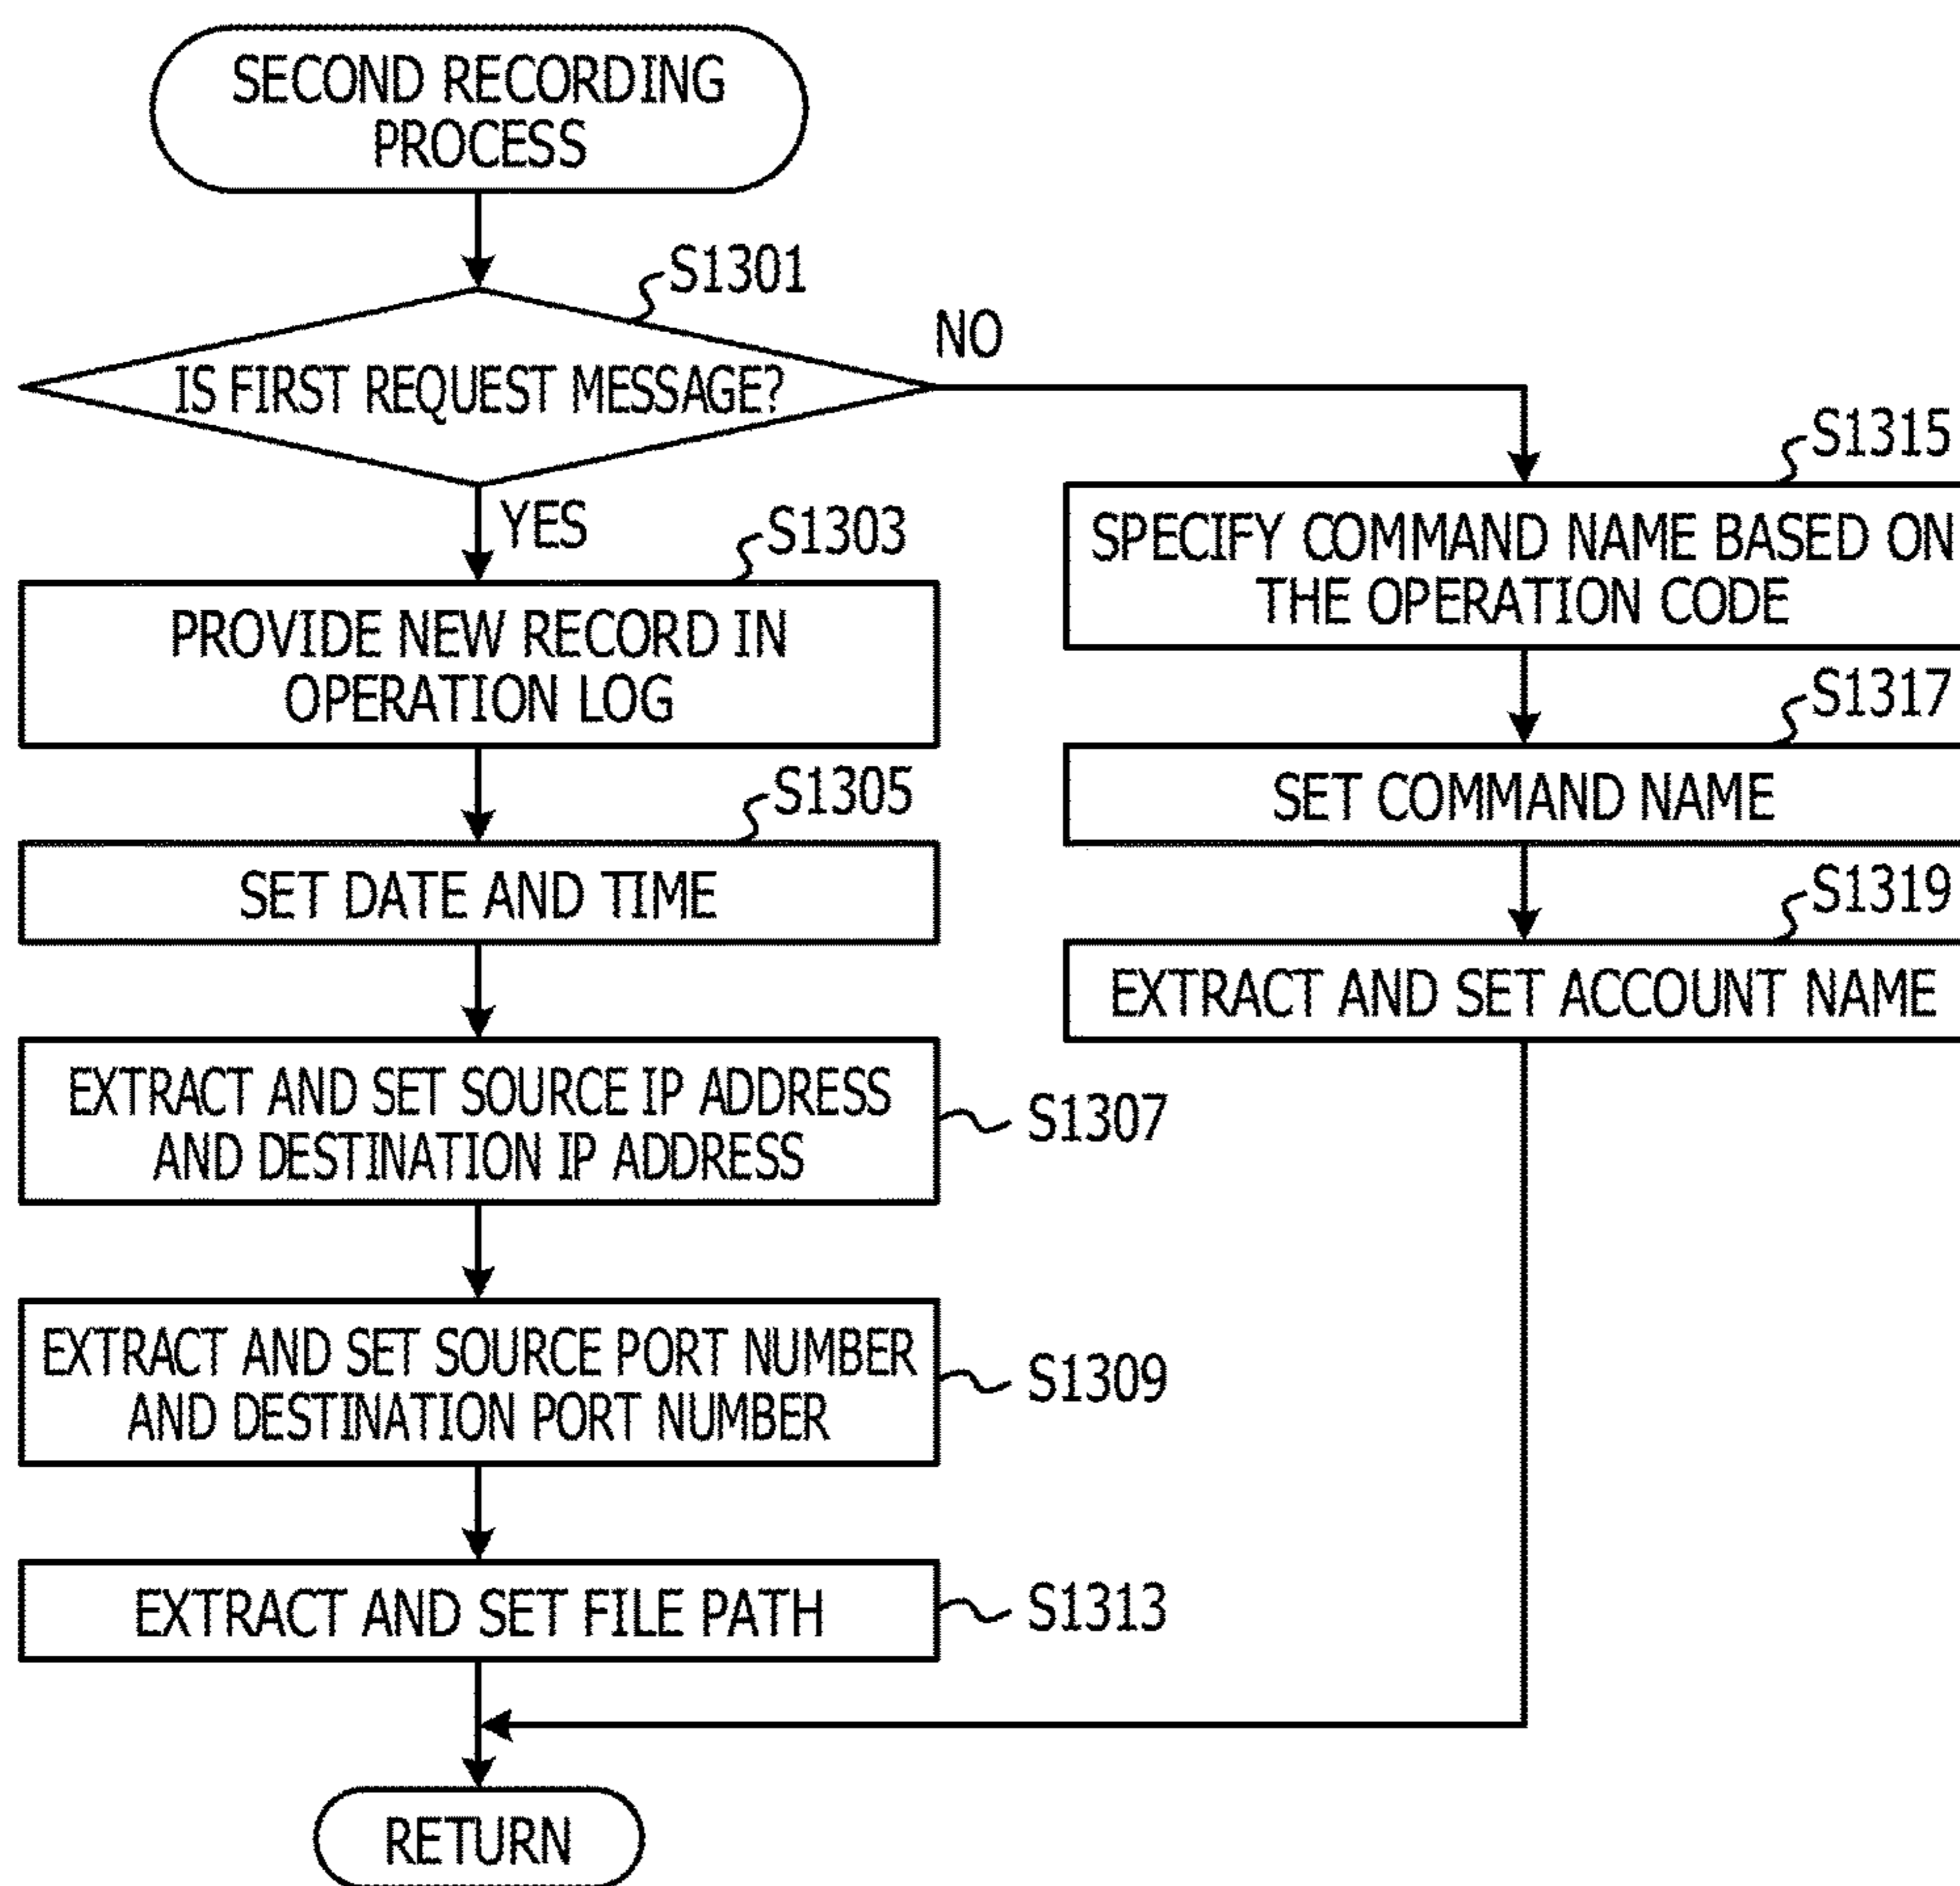 SECOND RECORDING
PROCESS
S1301
IS FIRST REQUEST MESSAGE?
NO
YES
S1303
PROVIDE NEW RECORD IN
OPERATION LOG
S1305
SET DATE AND TIME
EXTRACT AND SET SOURCE IP ADDRESS
AND DESTINATION IP ADDRESS
S1307
EXTRACT AND SET SOURCE PORT NUMBER
AND DESTINATION PORT NUMBER
S1309
EXTRACT AND SET FILE PATH
S1313
S1315
SPECIFY COMMAND NAME BASED ON
THE OPERATION CODE
S1317
SET COMMAND NAME
S1319
EXTRACT AND SET ACCOUNT NAME
RETURN